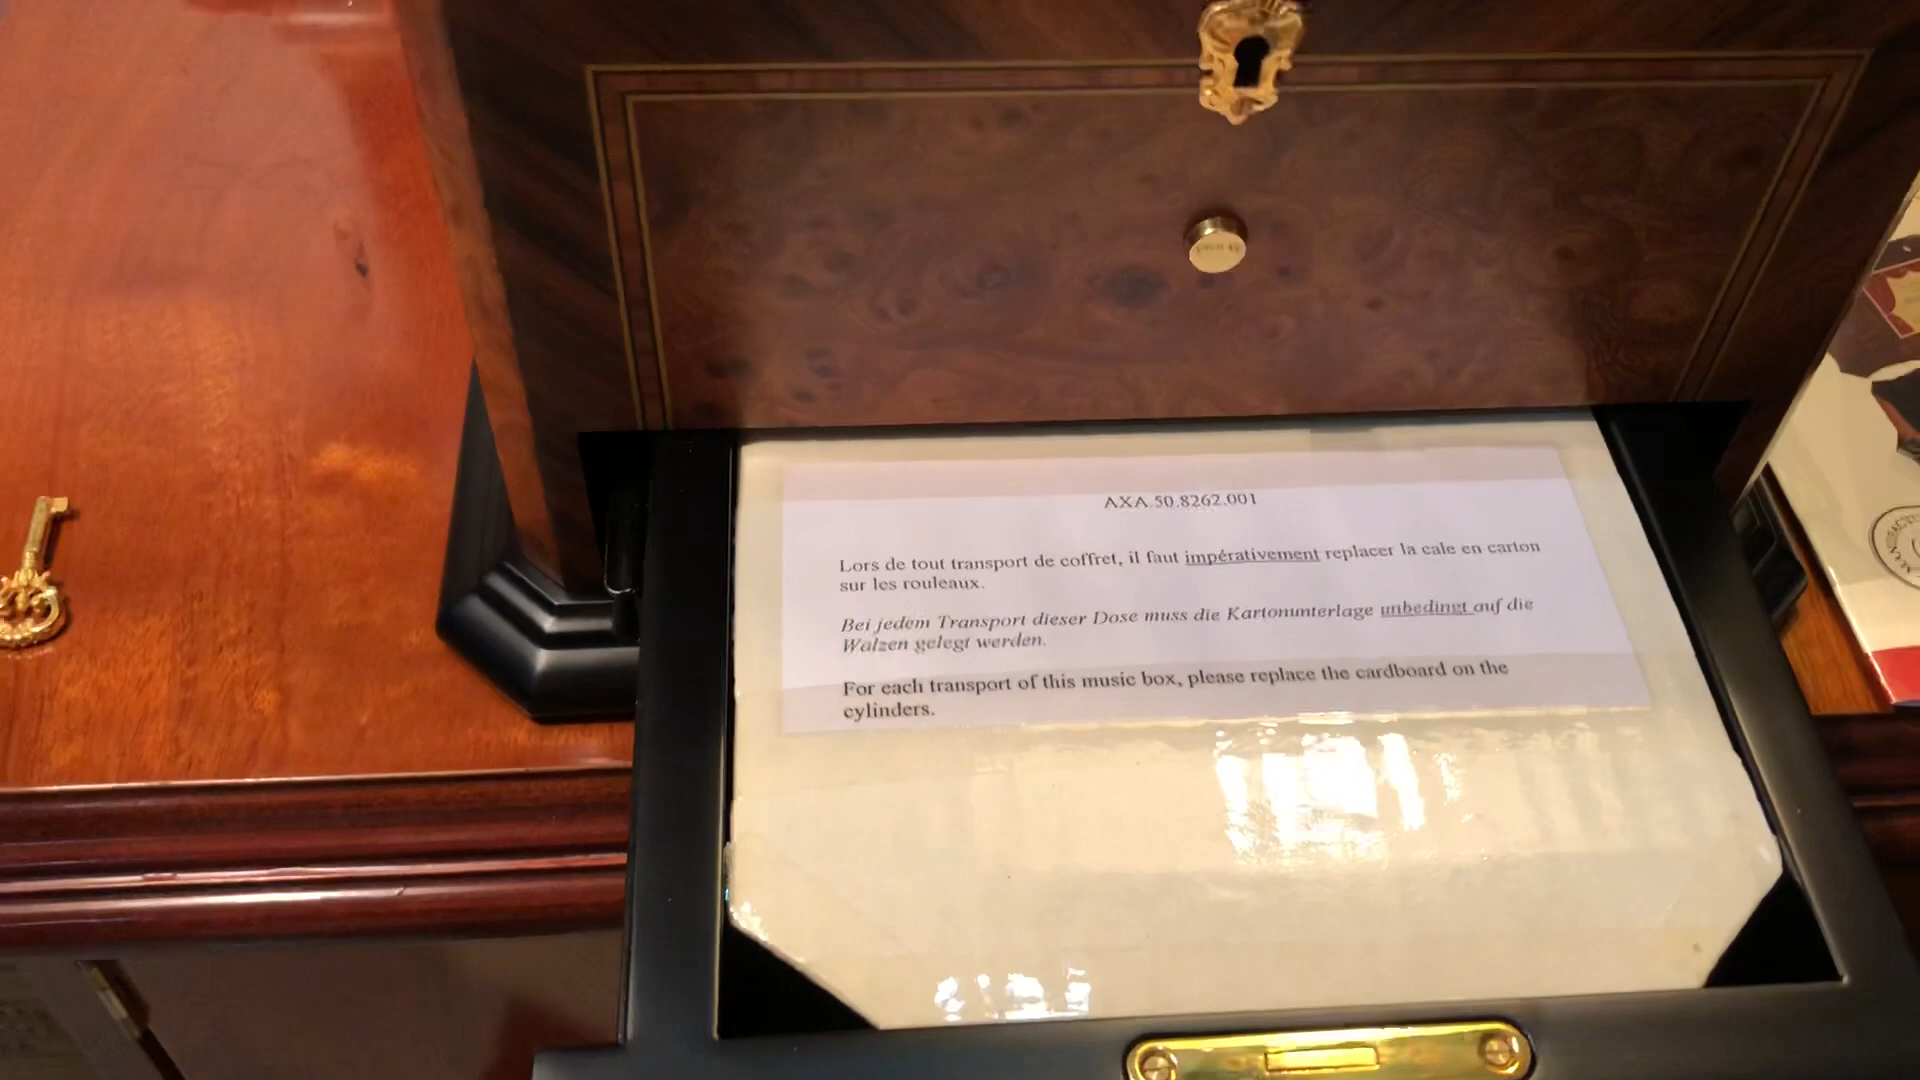 AXA.50.8262.001
Lors de tout transport de coffret, il faut impérativement replacer la cale en carton
sur les rouleaux.
Bei jedem Transport dieser Dose muss die Kartonunterlage unbedingt auf die
Walzen gelegt werden.
For each transport of this music box, please replace the cardboard on the
cylinders.